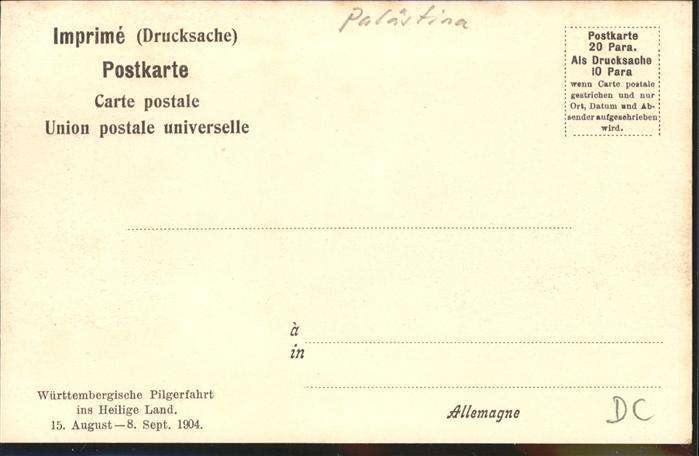 Palästina
Imprimé (Drucksache)
Postkarte
Carte postale
Union postale universelle
Postkarte
20 Para.
Als Drucksache
10 Para
wenn Carte postale
gestrichen und nur
Ort, Datum und Ab-
sender aufgeschrieben
wird.
à
in
Württembergische Pilgerfahrt
ins Heilige Land.
15. August—8. Sept. 1904.
Allemagne
DC